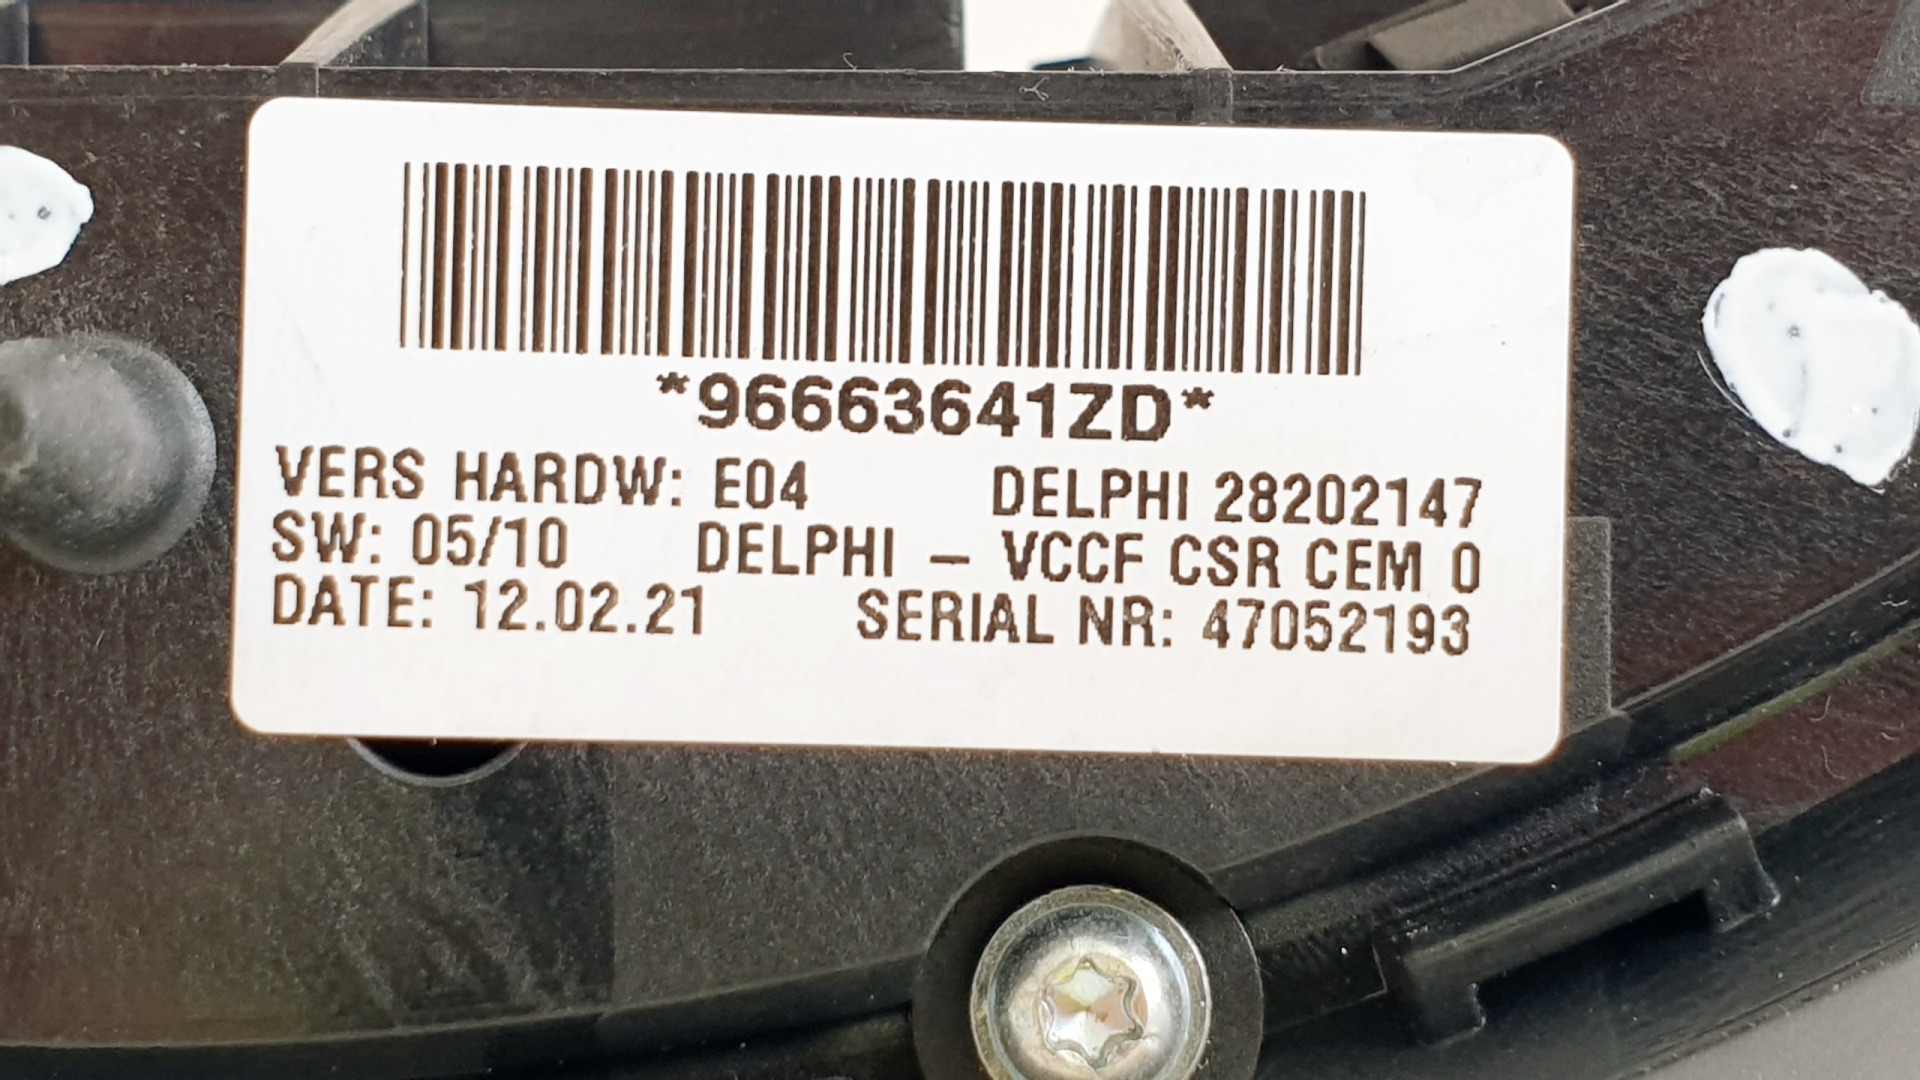 *96663641ZD*
VERS HARDW: E04 DELPHI 28202147
SW: 05/10 DELPHI – VCCF CSR CEM 0
DATE: 12.02.21 SERIAL NR: 47052193